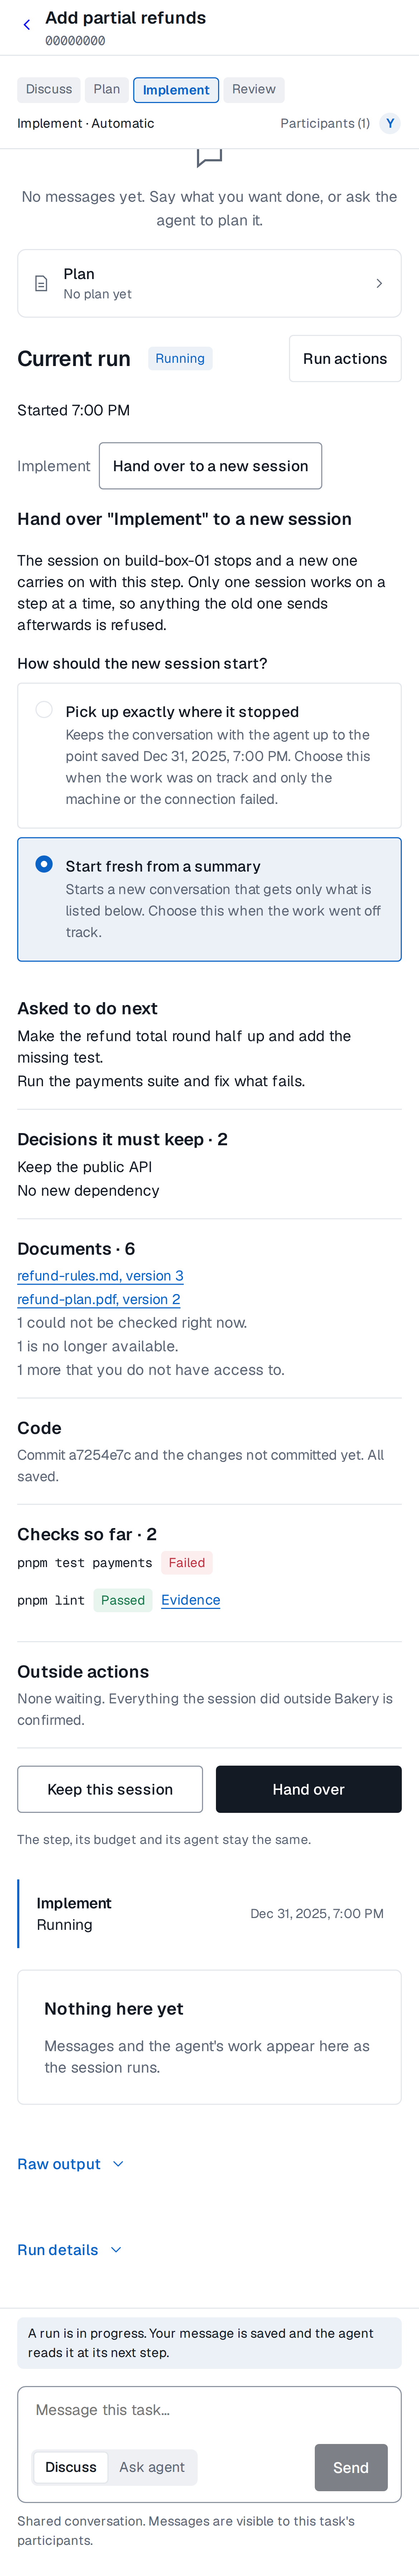 Add partial refunds
00000000
Discuss
Plan
Implement
Review
Implement · Automatic
Participants (1)
Y
No messages yet. Say what you want done, or ask the
agent to plan it.
Plan
No plan yet
Current run
Running
Run actions
Started 7:00 PM
Implement
Hand over to a new session
Hand over "Implement" to a new session
The session on build-box-01 stops and a new one
carries on with this step. Only one session works on a
step at a time, so anything the old one sends
afterwards is refused.
How should the new session start?
Pick up exactly where it stopped
Keeps the conversation with the agent up to the
point saved Dec 31, 2025, 7:00 PM. Choose this
when the work was on track and only the
machine or the connection failed.
Start fresh from a summary
Starts a new conversation that gets only what is
listed below. Choose this when the work went off
track.
Asked to do next
Make the refund total round half up and add the
missing test.
Run the payments suite and fix what fails.
Decisions it must keep · 2
Keep the public API
No new dependency
Documents · 6
refund-rules.md, version 3
refund-plan.pdf, version 2
1 could not be checked right now.
1 is no longer available.
1 more that you do not have access to.
Code
Commit a7254e7c and the changes not committed yet. All
saved.
Checks so far · 2
pnpm test payments
Failed
pnpm lint
Passed
Evidence
Outside actions
None waiting. Everything the session did outside Bakery is
confirmed.
Keep this session
Hand over
The step, its budget and its agent stay the same.
Implement
Running
Dec 31, 2025, 7:00 PM
Nothing here yet
Messages and the agent's work appear here as
the session runs.
Raw output
Run details
A run is in progress. Your message is saved and the agent
reads it at its next step.
Message this task...
Discuss
Ask agent
Send
Shared conversation. Messages are visible to this task's
participants.